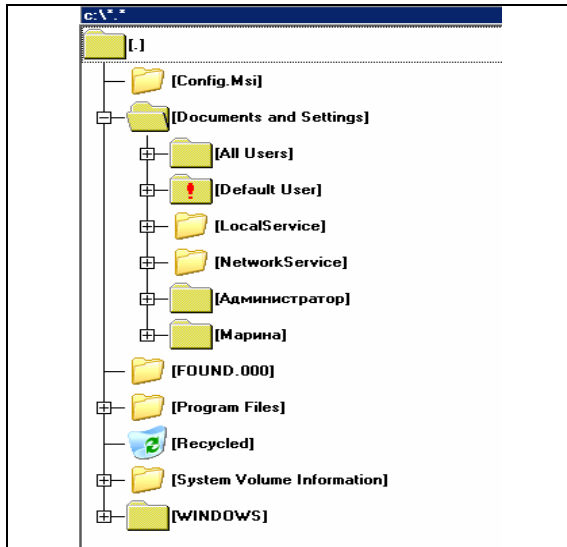 c:\*.*
[.]
[Config.Msi]
[Documents and Settings]
[All Users]
[Default User]
[LocalService]
[NetworkService]
[Администратор]
[Марина]
[FOUND.000]
[Program Files]
[Recycled]
[System Volume Information]
[WINDOWS]